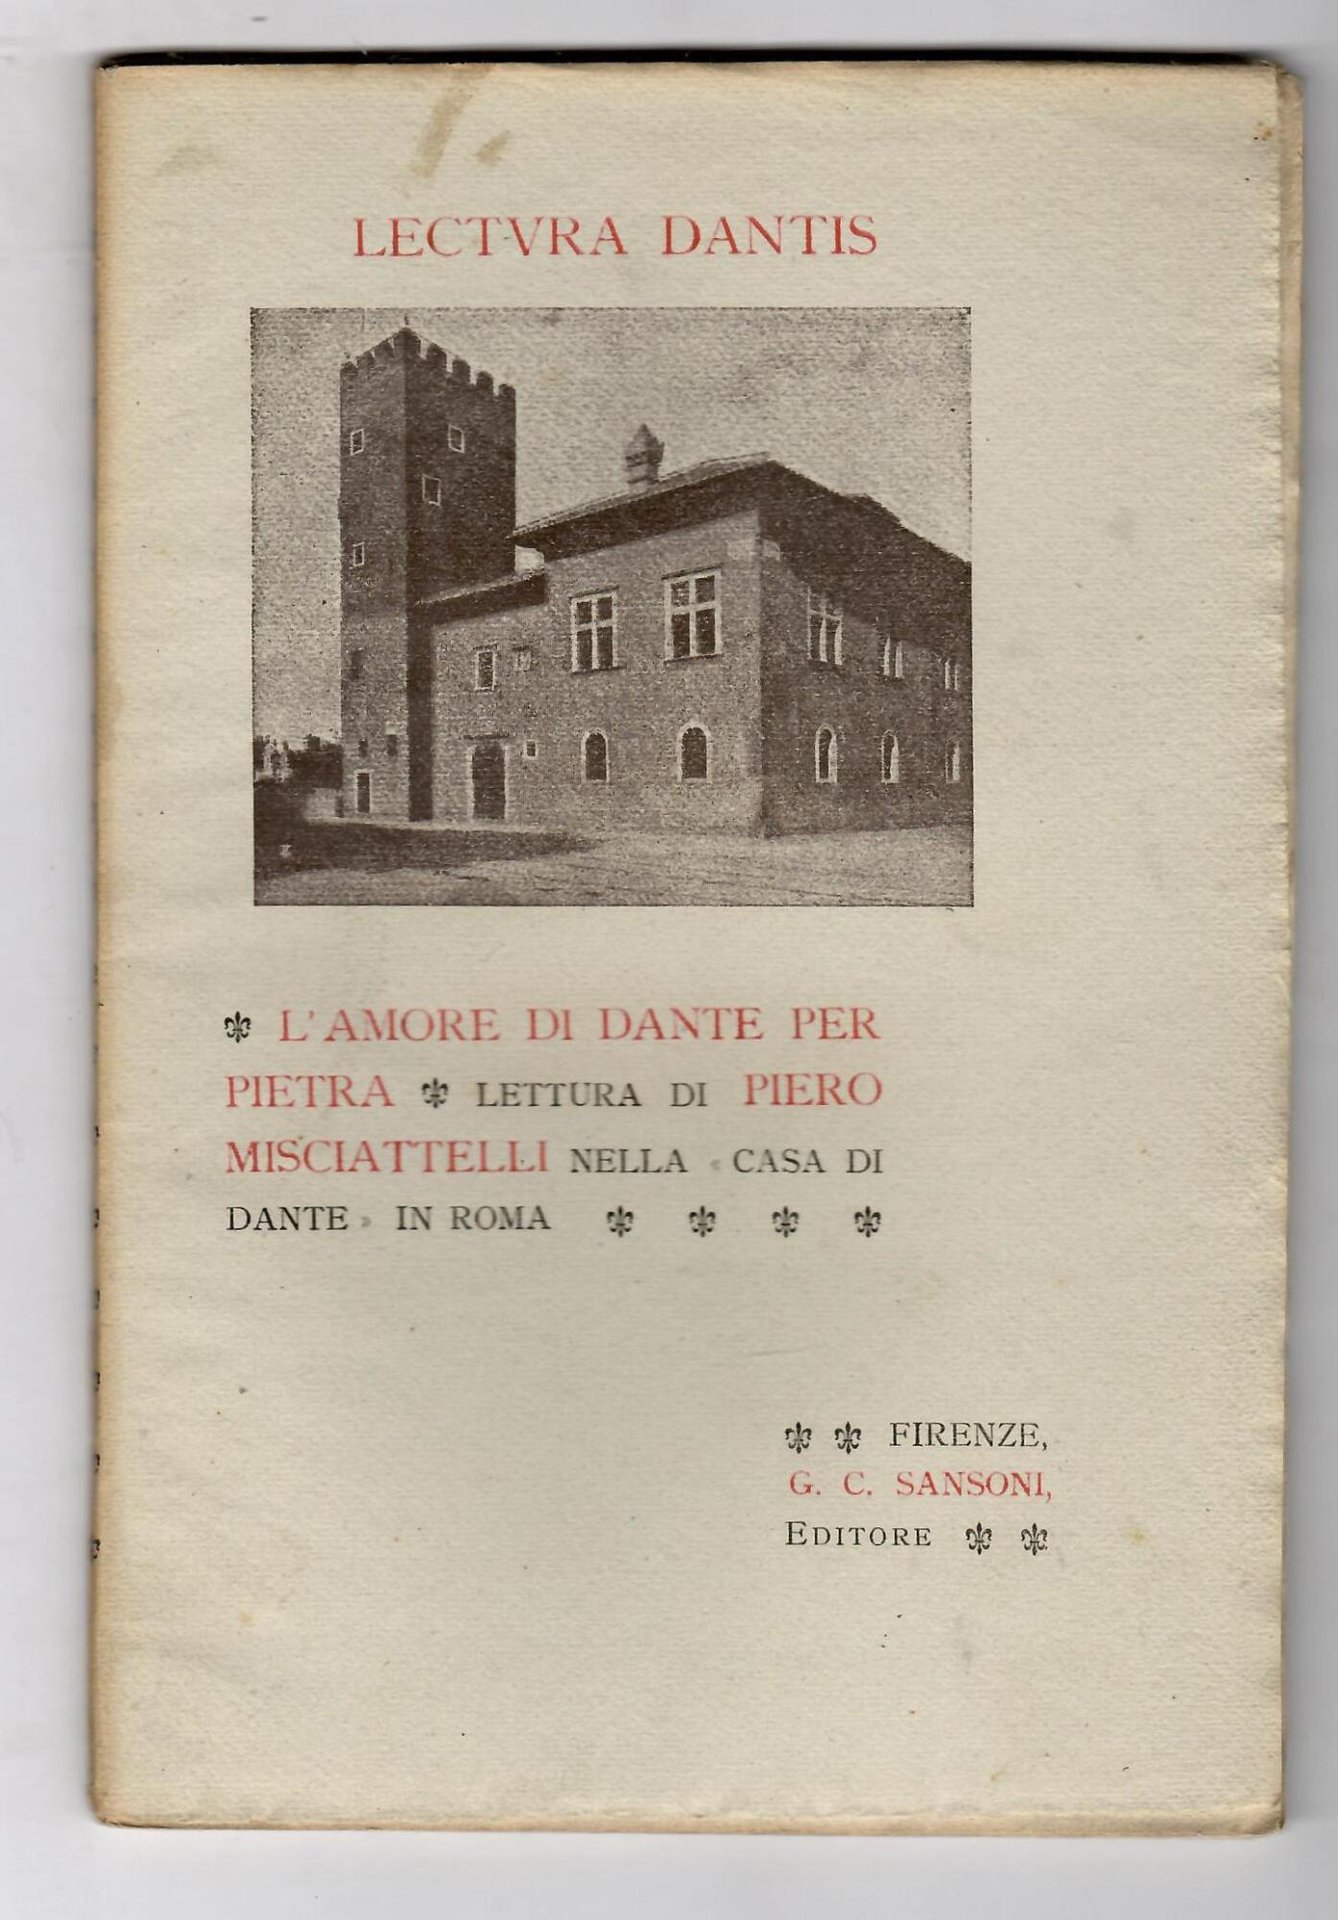 LECTVRA DANTIS
L'AMORE DI DANTE PER
PIETRA LETTURA DI PIERO
MISCIATTELLI NELLA « CASA DI
DANTE » IN ROMA
FIRENZE,
G. C. SANSONI,
EDITORE